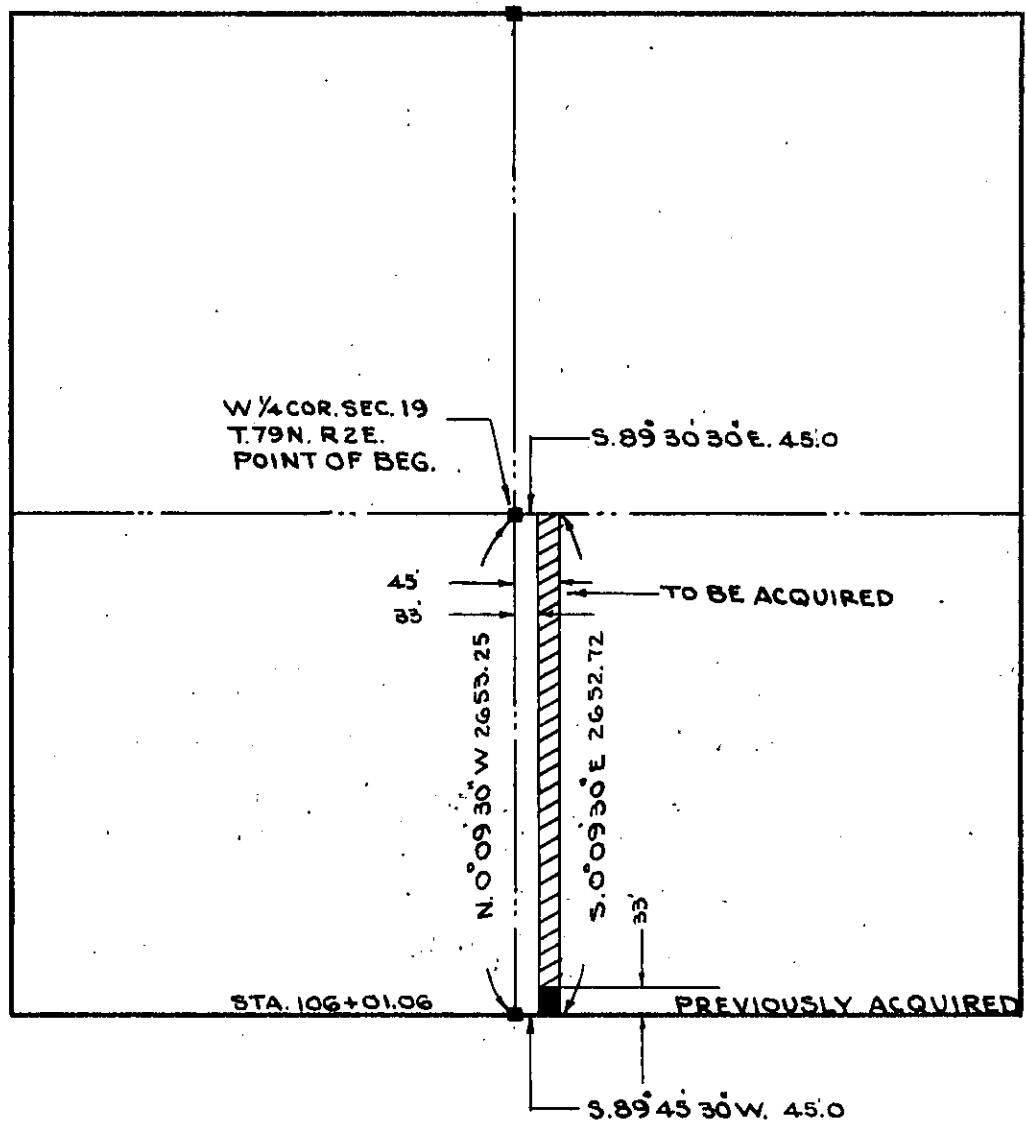 W 1/4 COR. SEC. 19
T.79N. R2E.
POINT OF BEG.
S.89° 30' 30" E. 45.0
45'
TO BE ACQUIRED
33'
N. 0° 09' 30" W 2653.25
S. 0° 09' 30" E 2652.72
33'
STA. 106+01.06
PREVIOUSLY ACQUIRED
S.89° 45' 30" W. 45.0